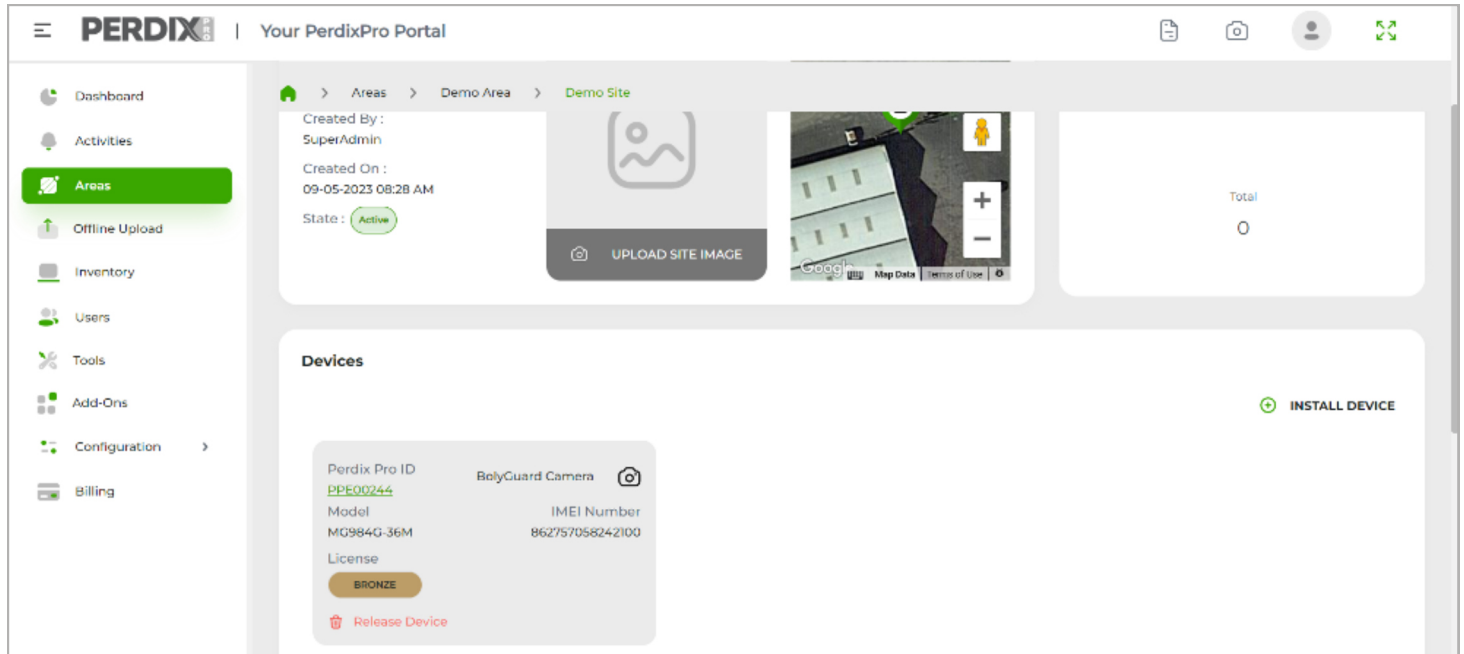 PERDIX PRO | Your PerdixPro Portal
Dashboard
Activities
Areas
Offline Upload
Inventory
Users
Tools
Add-Ons
Configuration >
Billing
> Areas > Demo Area > Demo Site
Created By :
SuperAdmin
Created On :
09-05-2023 08:28 AM
State : Active
UPLOAD SITE IMAGE
+
−
Google Map Data Terms of Use
Total
0
Devices
INSTALL DEVICE
Perdix Pro ID
PPE00244
BolyGuard Camera
Model
MG984G-36M
IMEI Number
862757058242100
License
BRONZE
Release Device